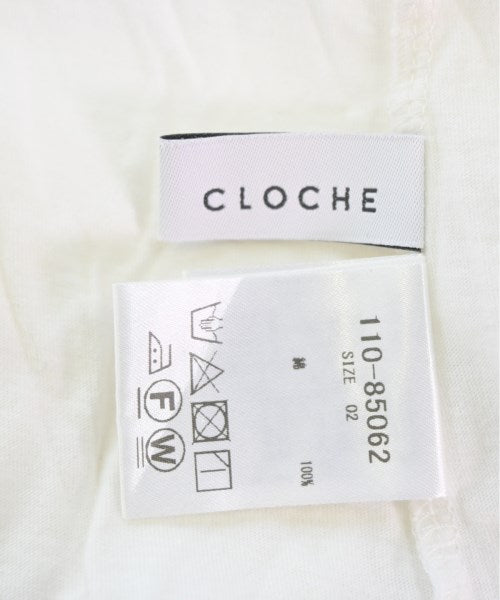 CLOCHE
110-85062
SIZE 02
綿 100%
F
W